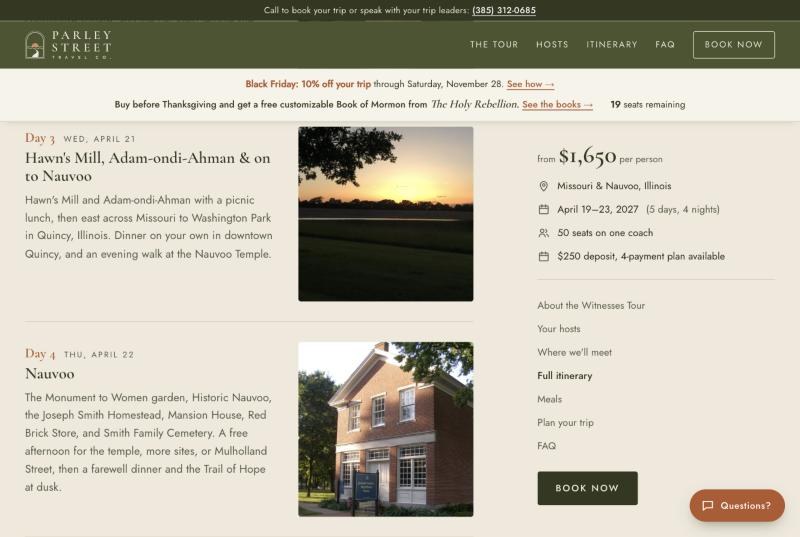 Call to book your trip or speak with your trip leaders: (385) 312-0685
PARLEY
STREET
TRAVEL CO.
THE TOUR
HOSTS
ITINERARY
FAQ
BOOK NOW
Black Friday: 10% off your trip through Saturday, November 28. See how →
Buy before Thanksgiving and get a free customizable Book of Mormon from The Holy Rebellion. See the books → 19 seats remaining
Day 3 WED, APRIL 21
Hawn's Mill, Adam-ondi-Ahman & on
to Nauvoo
Hawn's Mill and Adam-ondi-Ahman with a picnic
lunch, then east across Missouri to Washington Park
in Quincy, Illinois. Dinner on your own in downtown
Quincy, and an evening walk at the Nauvoo Temple.
Day 4 THU, APRIL 22
Nauvoo
The Monument to Women garden, Historic Nauvoo,
the Joseph Smith Homestead, Mansion House, Red
Brick Store, and Smith Family Cemetery. A free
afternoon for the temple, more sites, or Mulholland
Street, then a farewell dinner and the Trail of Hope
at dusk.
from $1,650 per person
Missouri & Nauvoo, Illinois
April 19–23, 2027 (5 days, 4 nights)
50 seats on one coach
$250 deposit, 4-payment plan available
About the Witnesses Tour
Your hosts
Where we'll meet
Full itinerary
Meals
Plan your trip
FAQ
BOOK NOW
Questions?